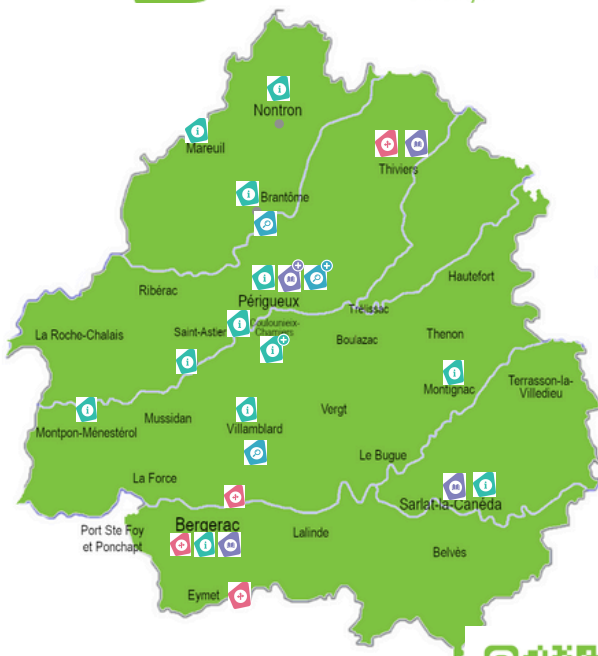 Nontron
Mareuil
Thiviers
Brantôme
Hautefort
Ribérac
Périgueux
Trélissac
La Roche-Chalais
Saint-Astier
Coulounieix-
Chamiers
Boulazac
Thenon
Montignac
Terrasson-la-
Villedieu
Montpon-Ménestérol
Mussidan
Villamblard
Vergt
Le Bugue
La Force
Sarlat-la-Canéda
Port Ste Foy
et Ponchapt
Bergerac
Lalinde
Belvès
Eymet